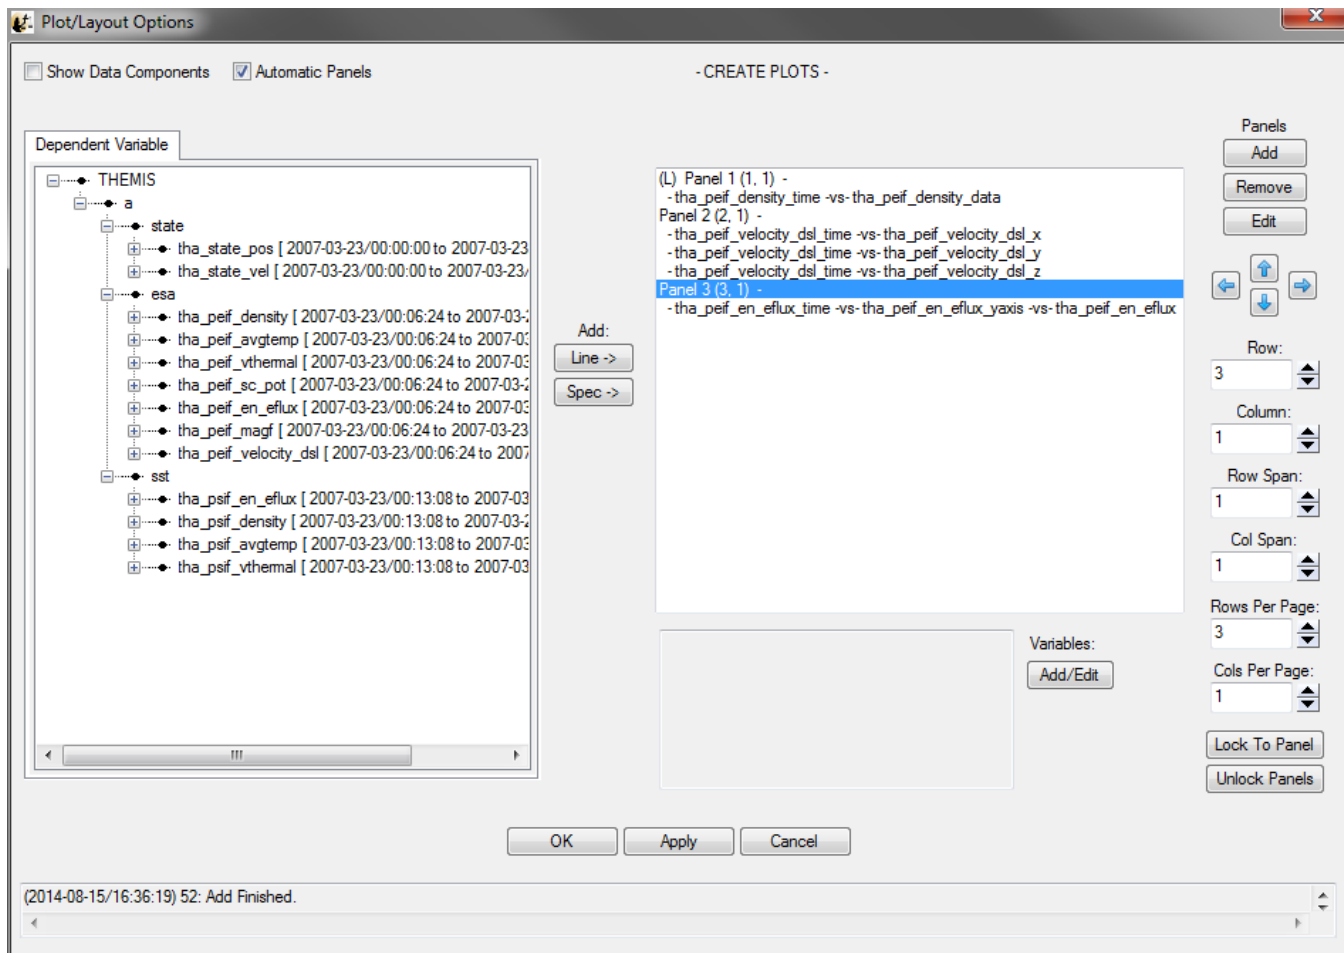 Plot/Layout Options
Show Data Components
Automatic Panels
- CREATE PLOTS -
Dependent Variable
THEMIS
a
state
tha_state_pos [ 2007-03-23/00:00:00 to 2007-03-23
tha_state_vel [ 2007-03-23/00:00:00 to 2007-03-23/
esa
tha_peif_density [ 2007-03-23/00:06:24 to 2007-03-2
tha_peif_avgtemp [ 2007-03-23/00:06:24 to 2007-03
tha_peif_vthermal [ 2007-03-23/00:06:24 to 2007-03
tha_peif_sc_pot [ 2007-03-23/00:06:24 to 2007-03-2
tha_peif_en_eflux [ 2007-03-23/00:06:24 to 2007-03
tha_peif_magf [ 2007-03-23/00:06:24 to 2007-03-23
tha_peif_velocity_dsl [ 2007-03-23/00:06:24 to 2007
sst
tha_psif_en_eflux [ 2007-03-23/00:13:08 to 2007-03
tha_psif_density [ 2007-03-23/00:13:08 to 2007-03-2
tha_psif_avgtemp [ 2007-03-23/00:13:08 to 2007-03
tha_psif_vthermal [ 2007-03-23/00:13:08 to 2007-03
Add:
Line ->
Spec ->
(L) Panel 1 (1, 1) -
- tha_peif_density_time -vs- tha_peif_density_data
Panel 2 (2, 1) -
- tha_peif_velocity_dsl_time -vs- tha_peif_velocity_dsl_x
- tha_peif_velocity_dsl_time -vs- tha_peif_velocity_dsl_y
- tha_peif_velocity_dsl_time -vs- tha_peif_velocity_dsl_z
Panel 3 (3, 1) -
- tha_peif_en_eflux_time -vs- tha_peif_en_eflux_yaxis -vs- tha_peif_en_eflux
Variables:
Add/Edit
Panels
Add
Remove
Edit
Row:
3
Column:
1
Row Span:
1
Col Span:
1
Rows Per Page:
3
Cols Per Page:
1
Lock To Panel
Unlock Panels
OK
Apply
Cancel
(2014-08-15/16:36:19) 52: Add Finished.